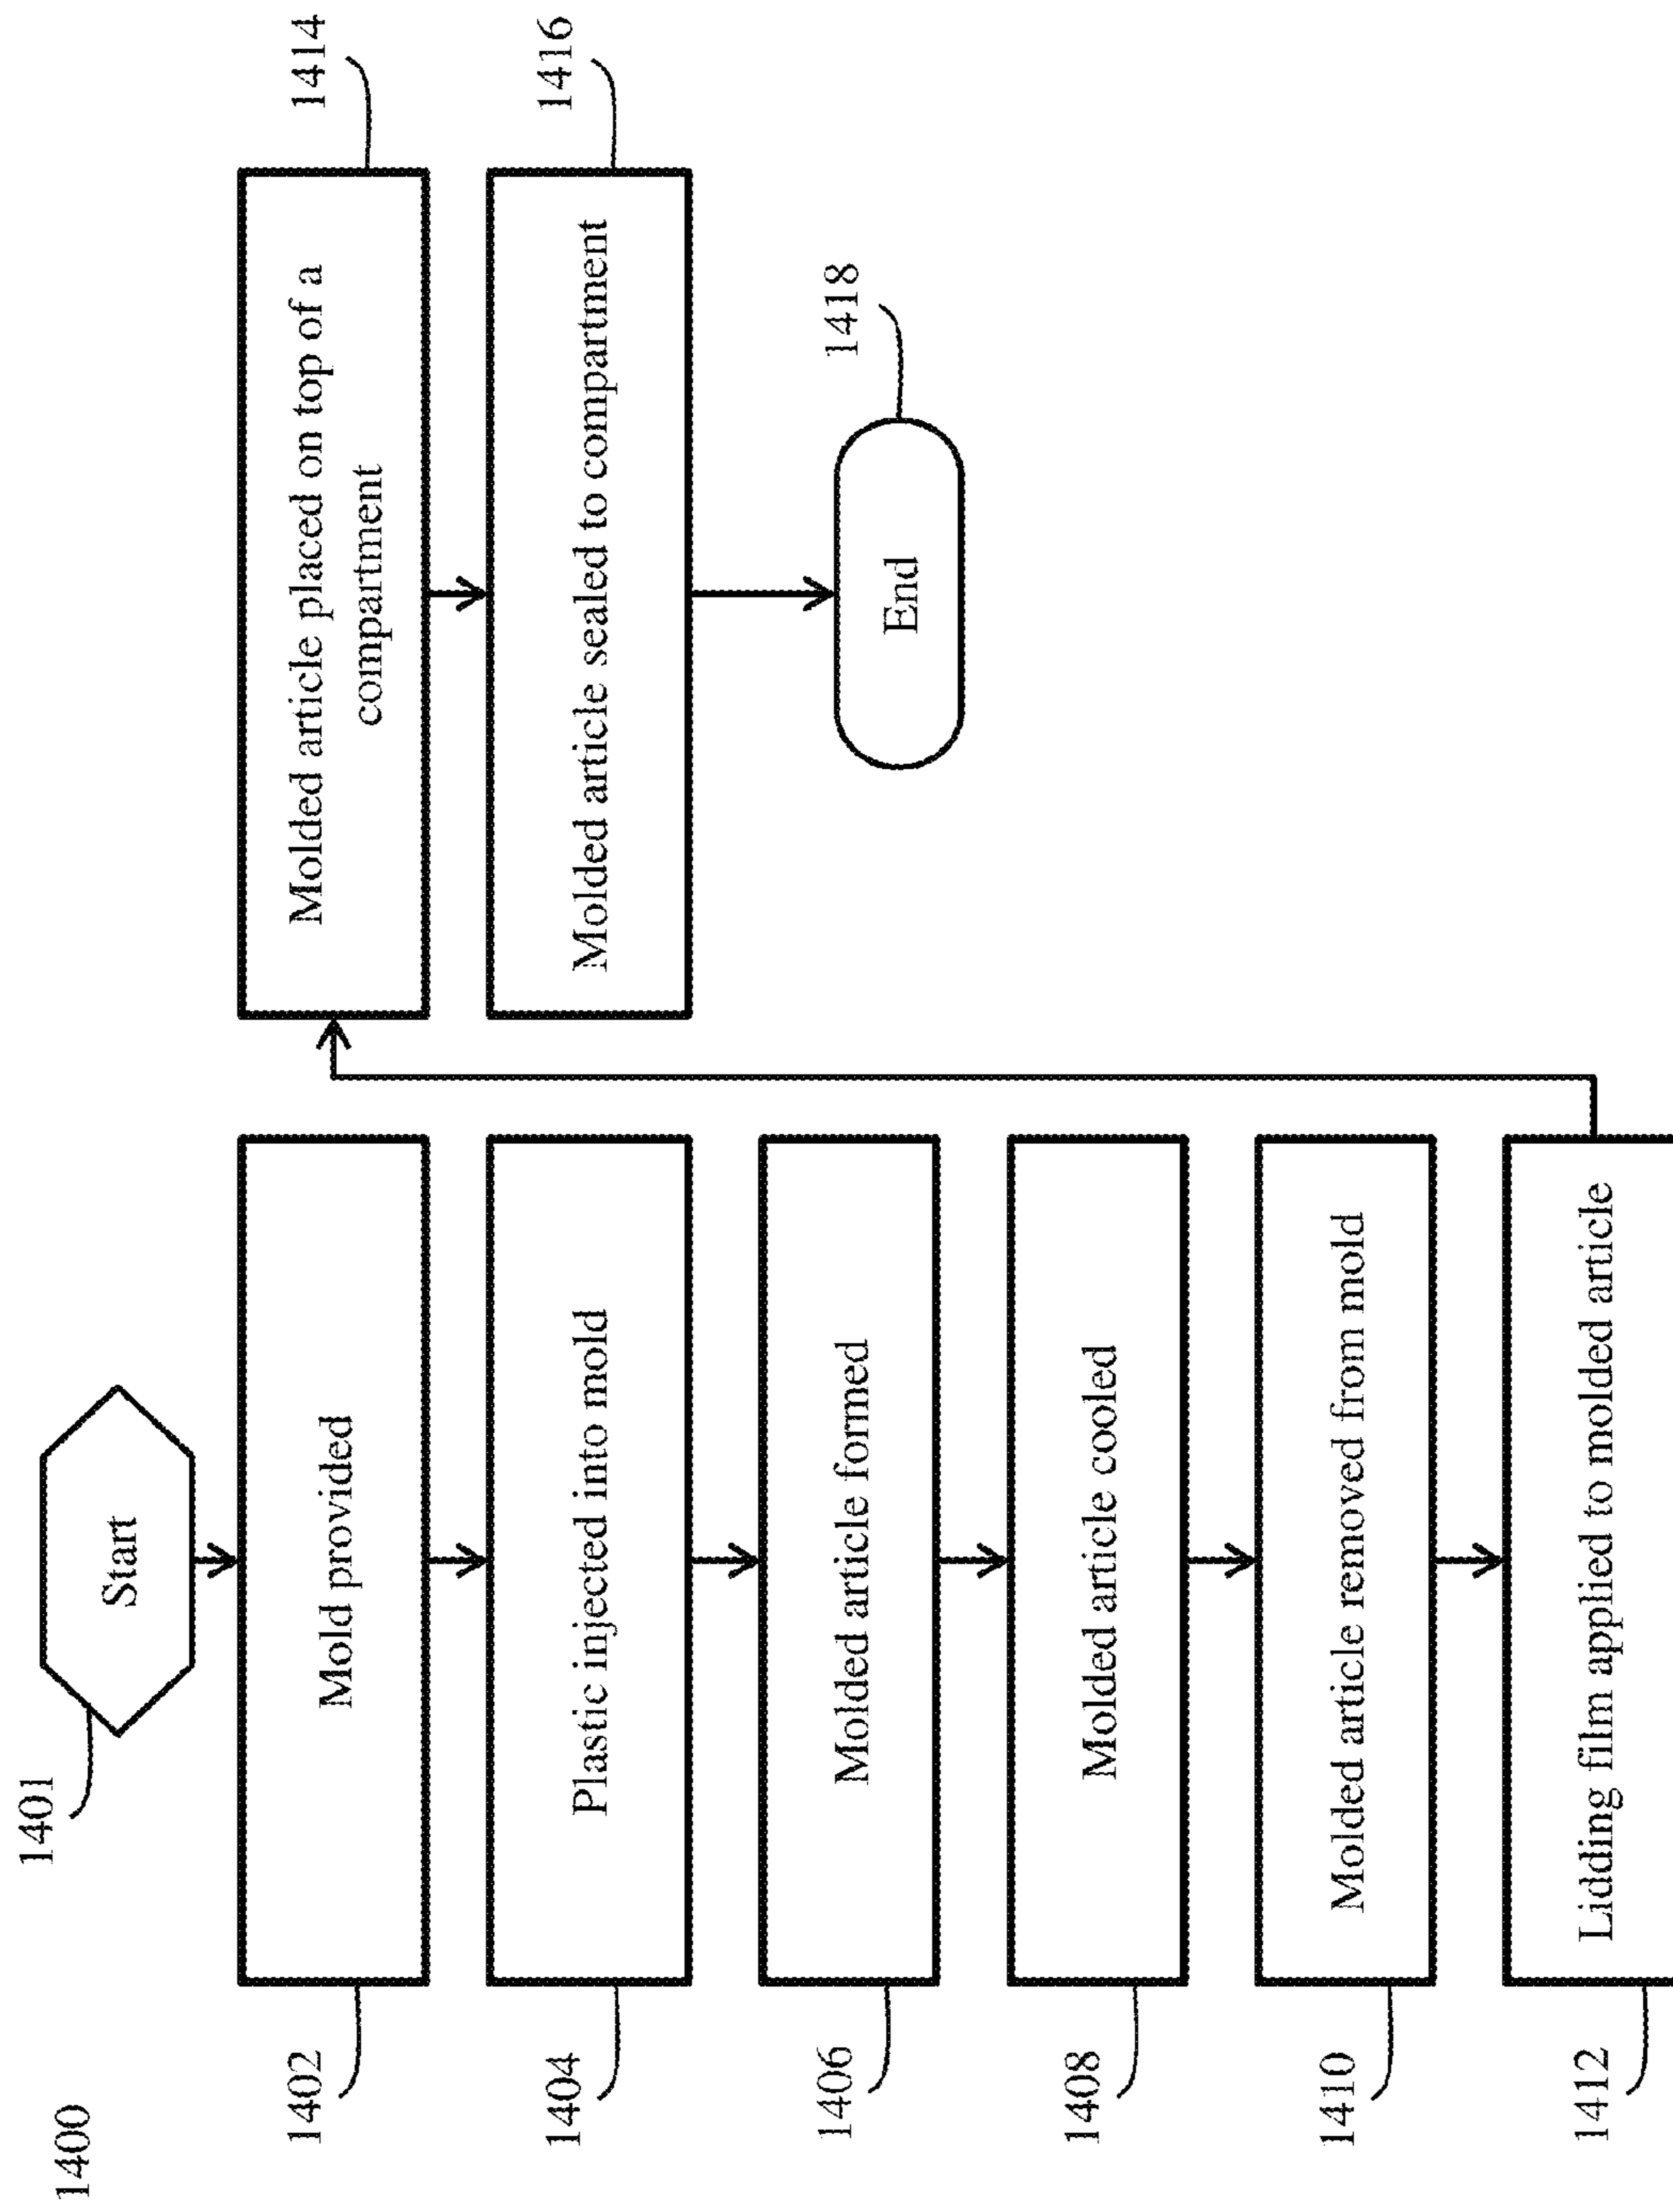 1400
1401
Start
1402
Mold provided
1404
Plastic injected into mold
1406
Molded article formed
1408
Molded article cooled
1410
Molded article removed from mold
1412
Lidding film applied to molded article
1414
Molded article placed on top of a
compartment
1416
Molded article sealed to compartment
1418
End